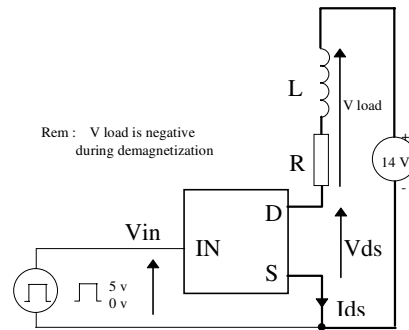 L
V load
Rem : V load is negative
during demagnetization
R
+
14 V
-
D
Vin
IN
Vds
S
5 v
0 v
Ids